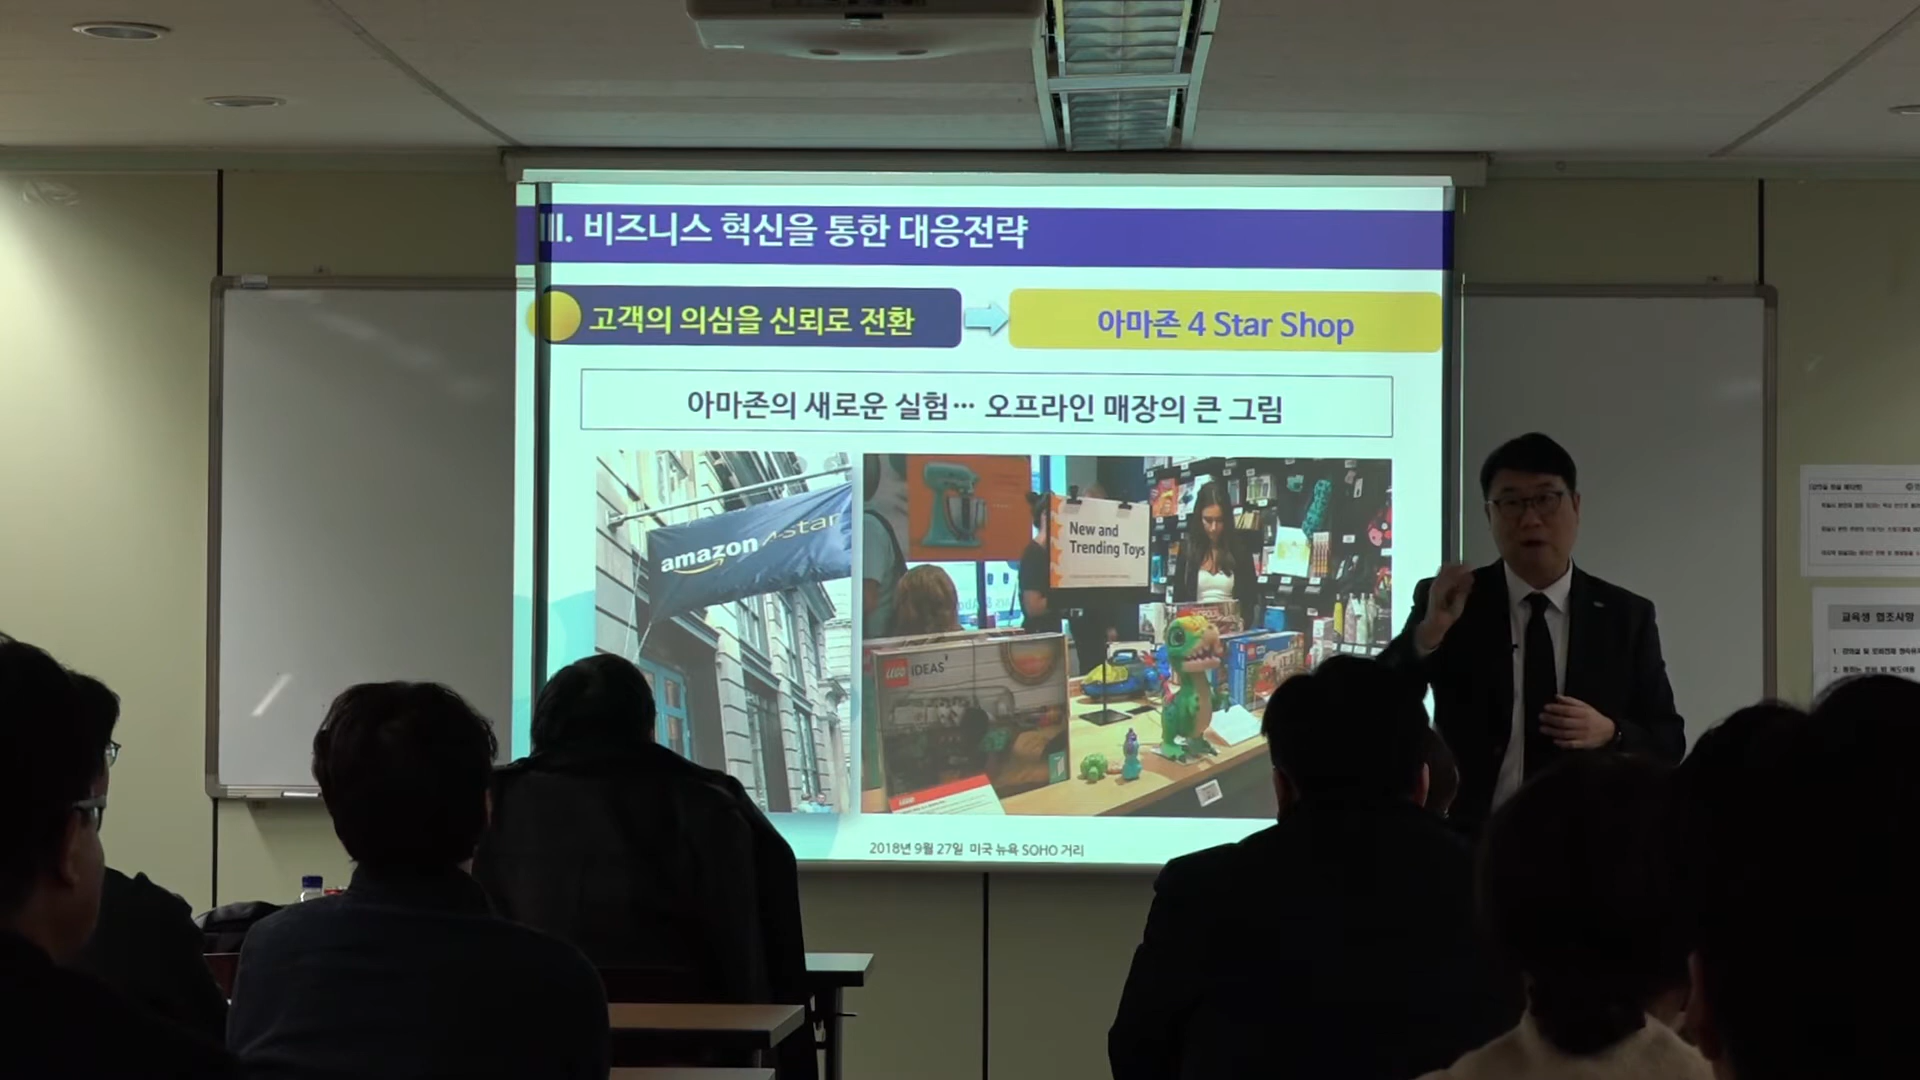 III. 비즈니스 혁신을 통한 대응전략
고객의 의심을 신뢰로 전환
아마존 4 Star Shop
아마존의 새로운 실험… 오프라인 매장의 큰 그림
amazon 4-star
New and
Trending Toys
LEGO IDEAS
2018년 9월 27일 미국 뉴욕 SOHO 거리
교육생 협조사항